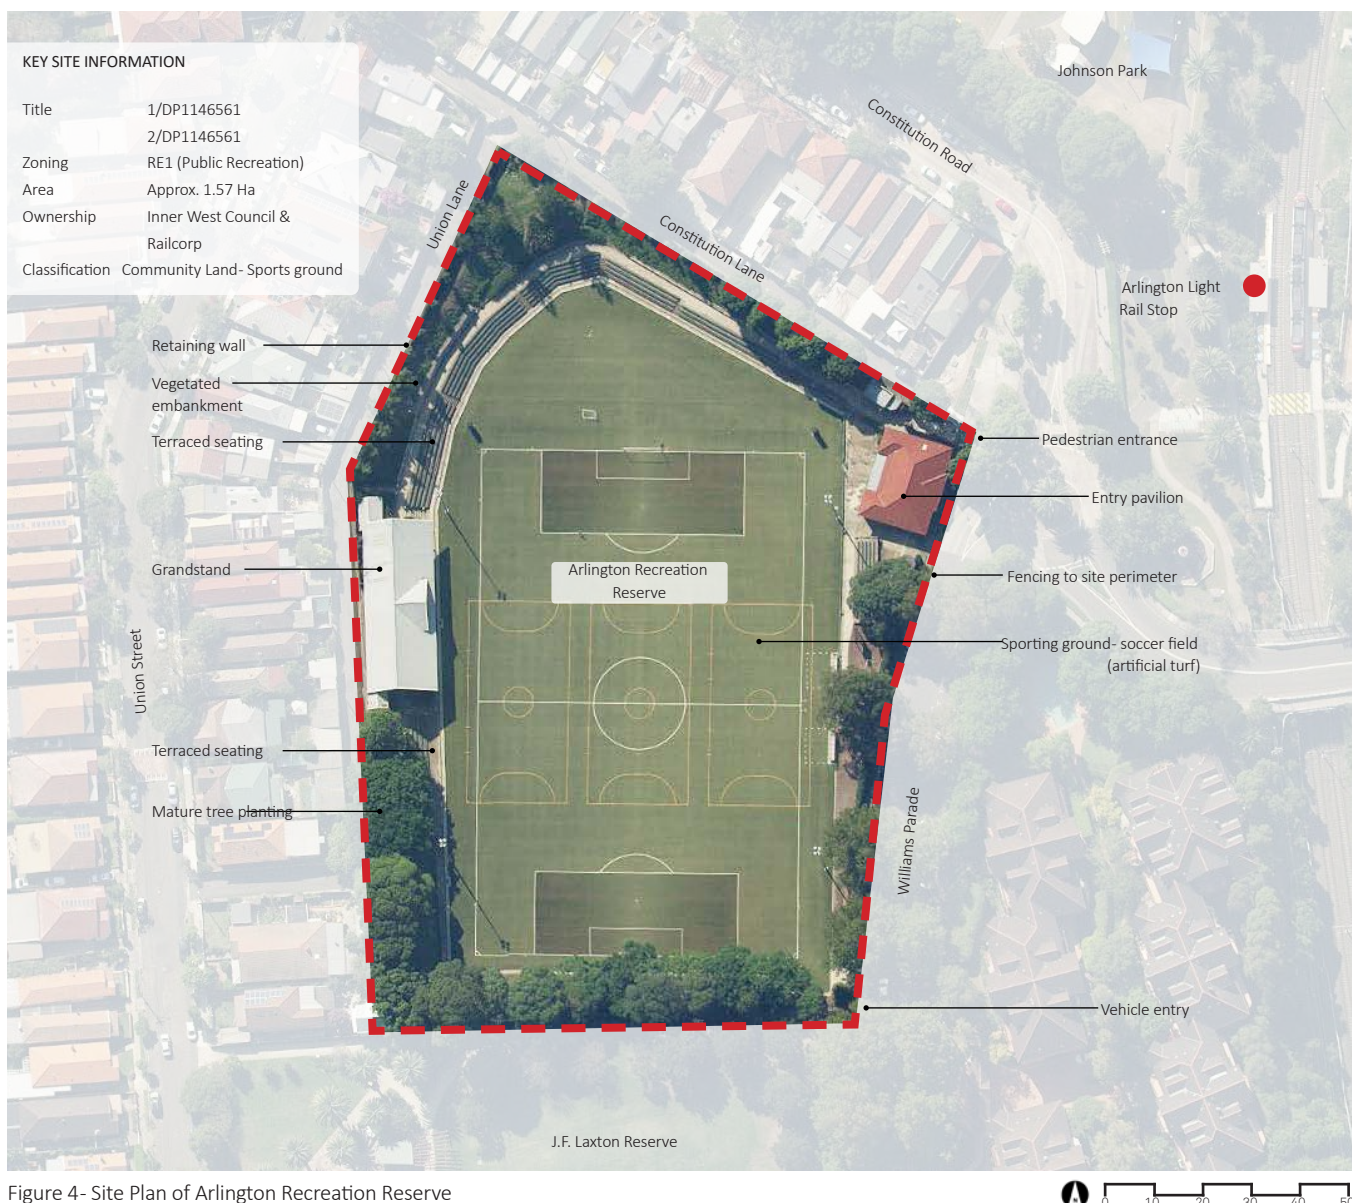 KEY SITE INFORMATION
Title 1/DP1146561
2/DP1146561
Zoning RE1 (Public Recreation)
Area Approx. 1.57 Ha
Ownership Inner West Council &
Railcorp
Classification Community Land- Sports ground
Johnson Park
Constitution Road
Union Lane
Constitution Lane
Arlington Light
Rail Stop
Retaining wall
Vegetated
embankment
Terraced seating
Pedestrian entrance
Entry pavilion
Grandstand
Arlington Recreation
Reserve
Fencing to site perimeter
Union Street
Sporting ground- soccer field
(artificial turf)
Terraced seating
Mature tree planting
Williams Parade
Vehicle entry
J.F. Laxton Reserve
Figure 4- Site Plan of Arlington Recreation Reserve
0 10 20 30 40 50